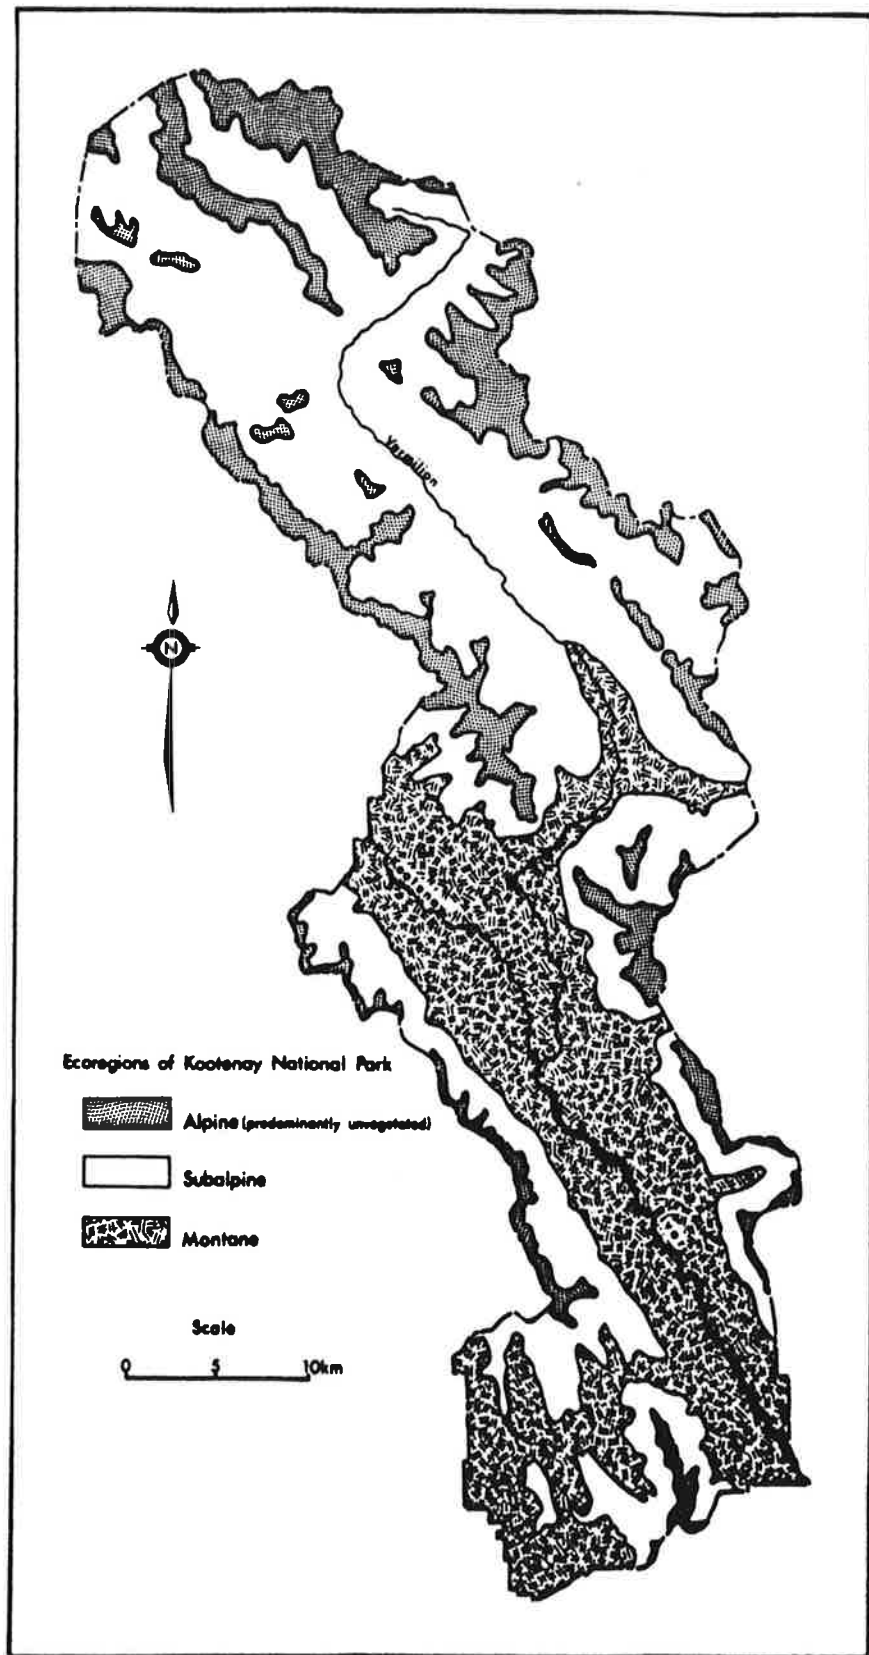 Vermilion
N
Ecoregions of Kootenay National Park
Alpine (predominantly unvegetated)
Subalpine
Montane
Scale
0 5 10km